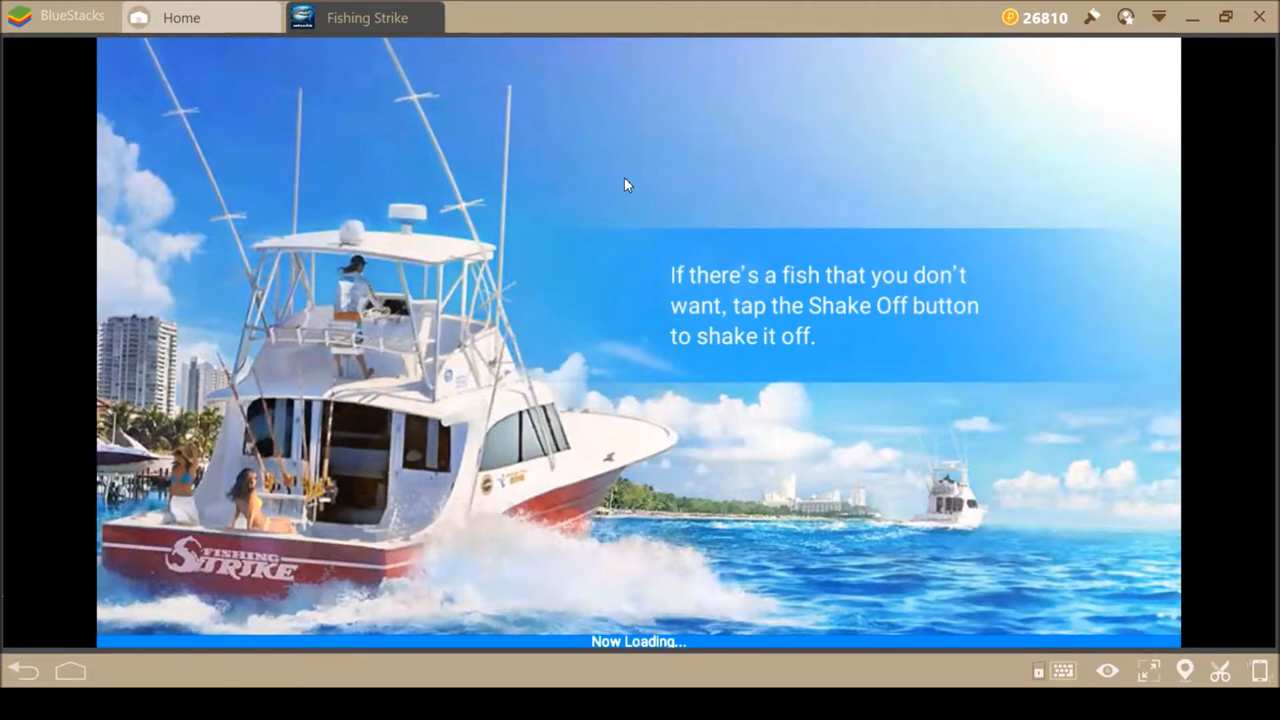 BlueStacks
Home
Fishing Strike
26810
If there's a fish that you don't
want, tap the Shake Off button
to shake it off.
FISHING
STRIKE
Now Loading...